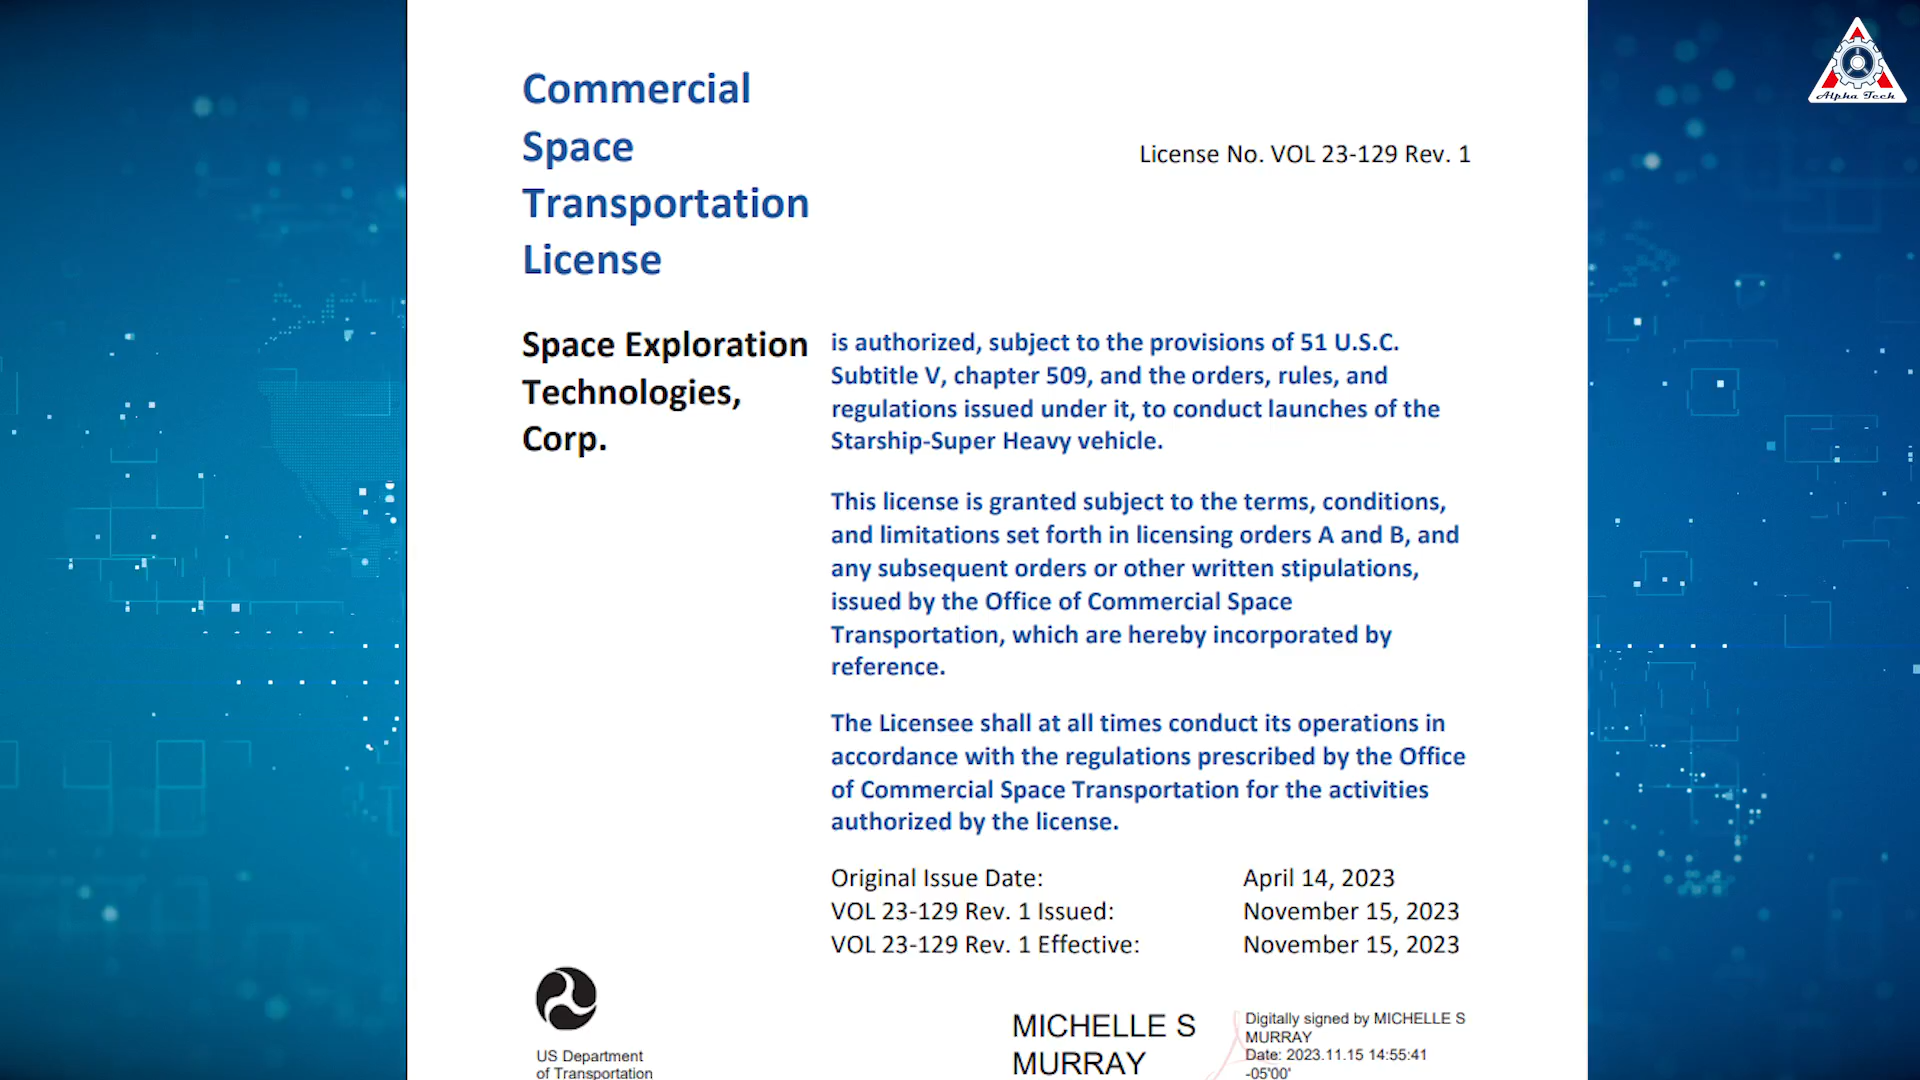 Alpha Tech
Commercial
Space
Transportation
License
License No. VOL 23-129 Rev. 1
Space Exploration
Technologies,
Corp.
is authorized, subject to the provisions of 51 U.S.C.
Subtitle V, chapter 509, and the orders, rules, and
regulations issued under it, to conduct launches of the
Starship-Super Heavy vehicle.
This license is granted subject to the terms, conditions,
and limitations set forth in licensing orders A and B, and
any subsequent orders or other written stipulations,
issued by the Office of Commercial Space
Transportation, which are hereby incorporated by
reference.
The Licensee shall at all times conduct its operations in
accordance with the regulations prescribed by the Office
of Commercial Space Transportation for the activities
authorized by the license.
Original Issue Date: April 14, 2023
VOL 23-129 Rev. 1 Issued: November 15, 2023
VOL 23-129 Rev. 1 Effective: November 15, 2023
US Department
of Transportation
MICHELLE S
MURRAY
Digitally signed by MICHELLE S
MURRAY
Date: 2023.11.15 14:55:41
-05'00'